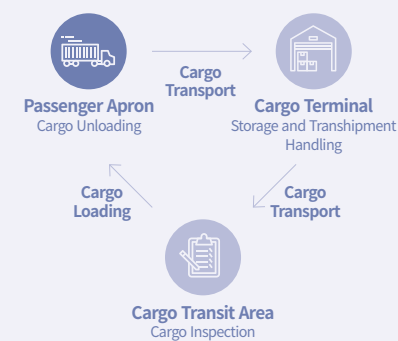 Cargo
Transport
Passenger Apron
Cargo Unloading
Cargo Terminal
Storage and Transhipment
Handling
Cargo
Loading
Cargo
Transport
Cargo Transit Area
Cargo Inspection